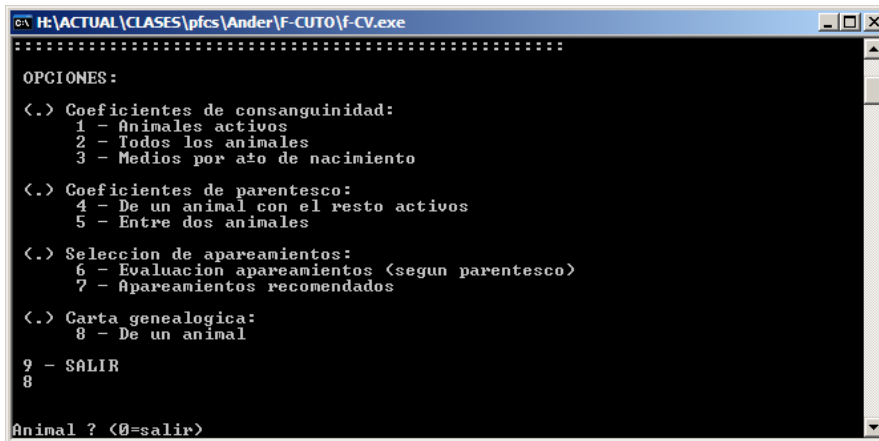 H:\ACTUAL\CLASES\pfcs\Ander\F-CUTO\f-CV.exe
::::::::::::::::::::::::::::::::::::::::::::::::::::
OPCIONES:
(.) Coeficientes de consanguinidad:
1 - Animales activos
2 - Todos los animales
3 - Medios por a±o de nacimiento
(.) Coeficientes de parentesco:
4 - De un animal con el resto activos
5 - Entre dos animales
(.) Seleccion de apareamientos:
6 - Evaluacion apareamientos (segun parentesco)
7 - Apareamientos recomendados
(.) Carta genealogica:
8 - De un animal
9 - SALIR
8
Animal ? (0=salir)